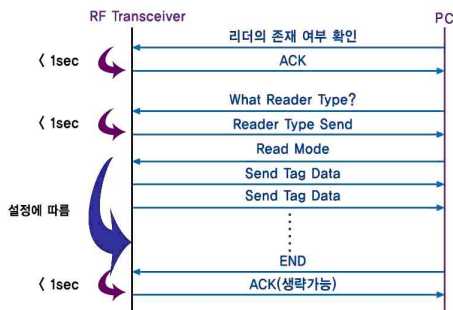 RF Transceiver
PC
리더의 존재 여부 확인
< 1sec
ACK
What Reader Type?
< 1sec
Reader Type Send
Read Mode
Send Tag Data
Send Tag Data
설정에 따름
END
< 1sec
ACK(생략가능)